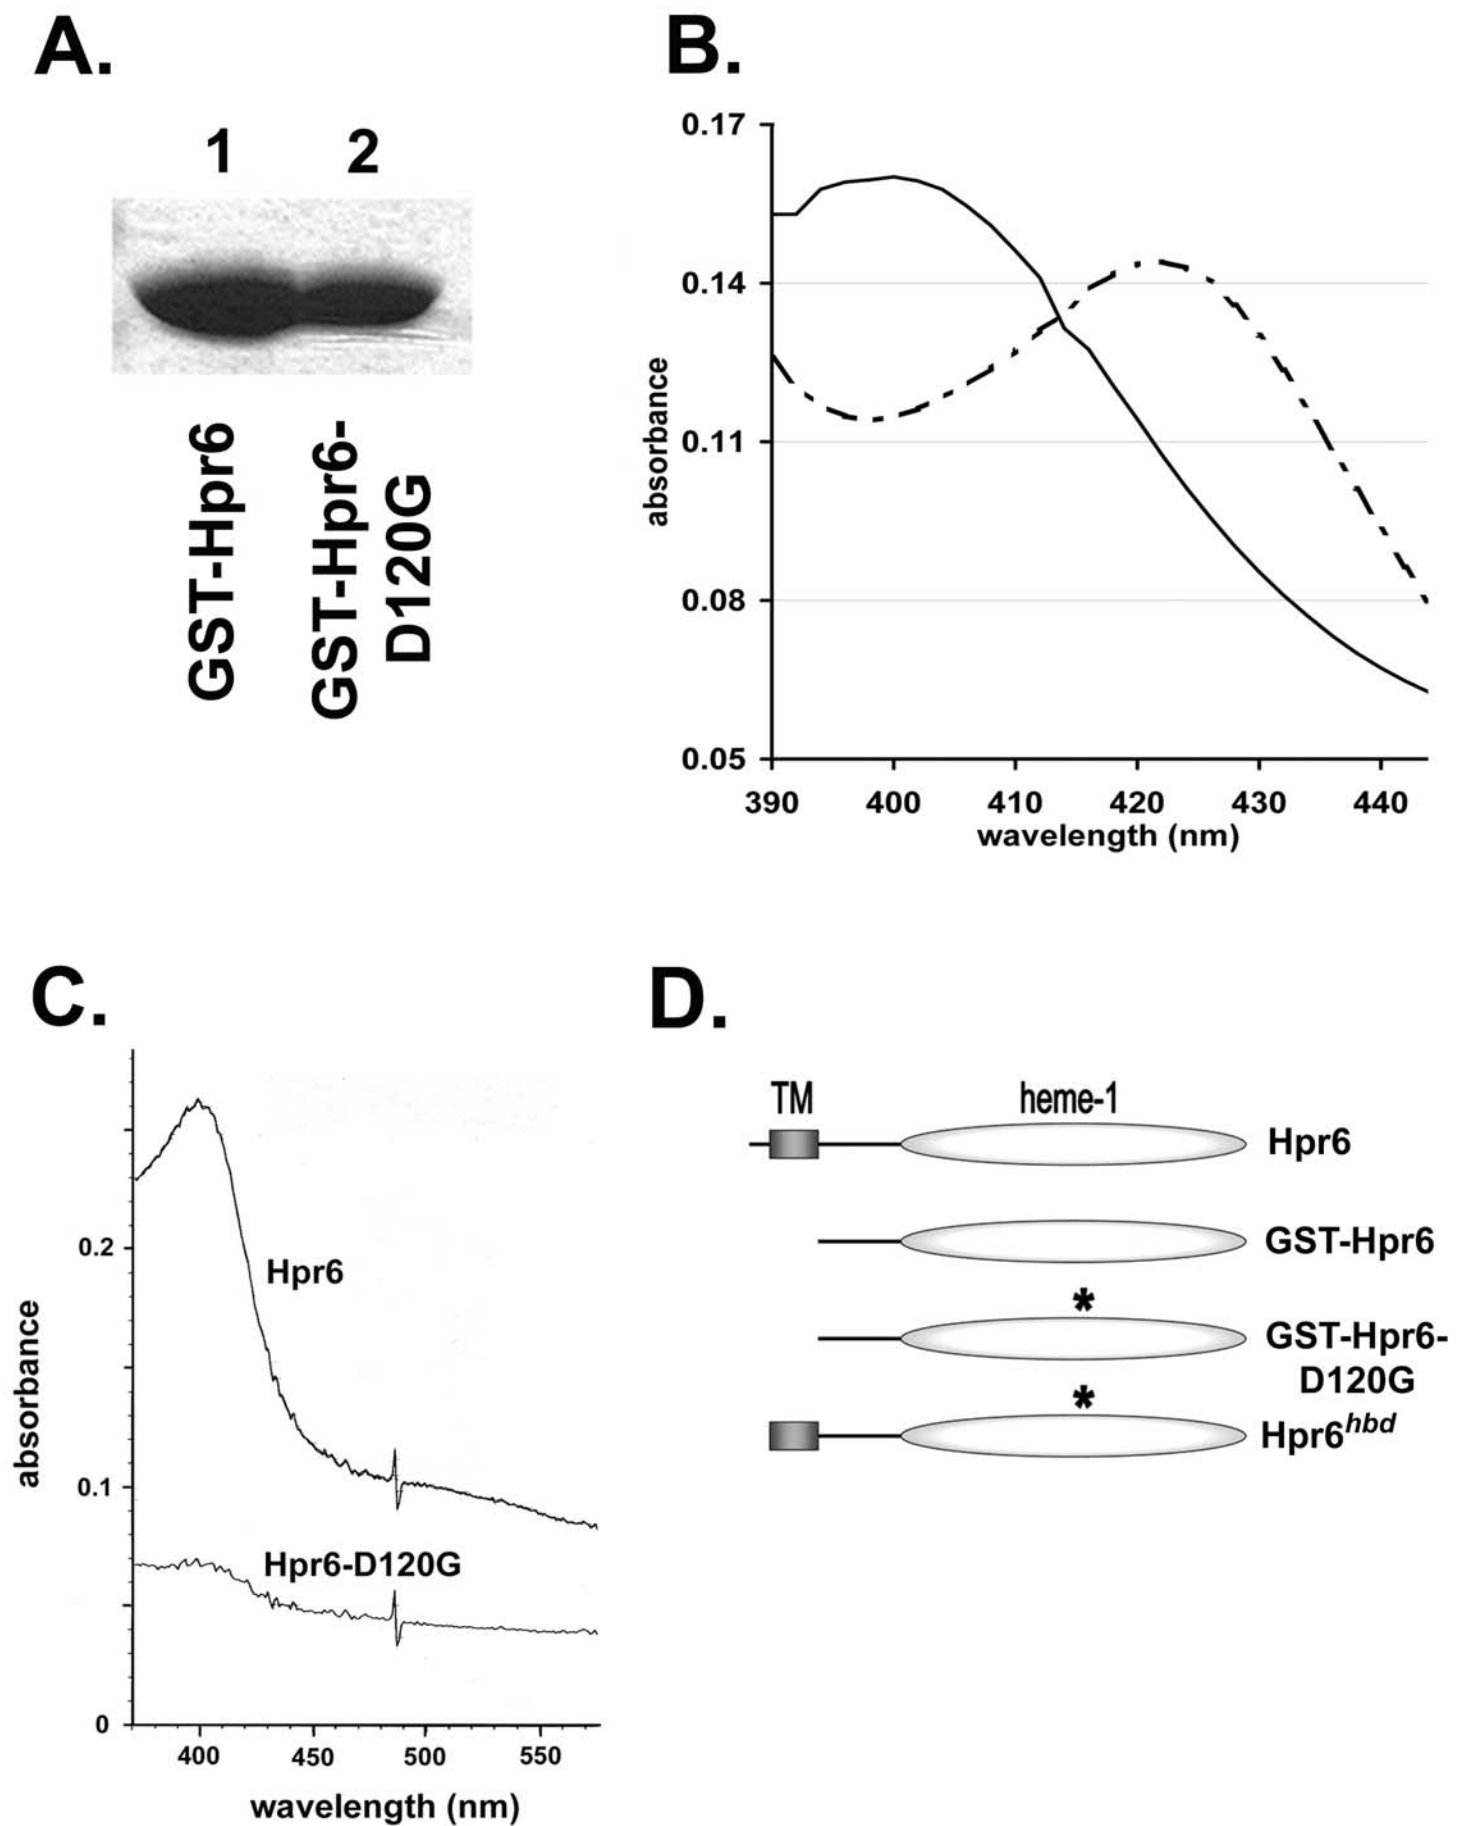 A.
1 2
GST-Hpr6
GST-Hpr6-
D120G
B.
0.17
0.14
0.11
0.08
0.05
absorbance
390 400 410 420 430 440
wavelength (nm)
C.
0.2
0.1
0
absorbance
Hpr6
Hpr6-D120G
400 450 500 550
wavelength (nm)
D.
TM heme-1
Hpr6
GST-Hpr6
*
GST-Hpr6-
D120G
*
Hpr6hbd